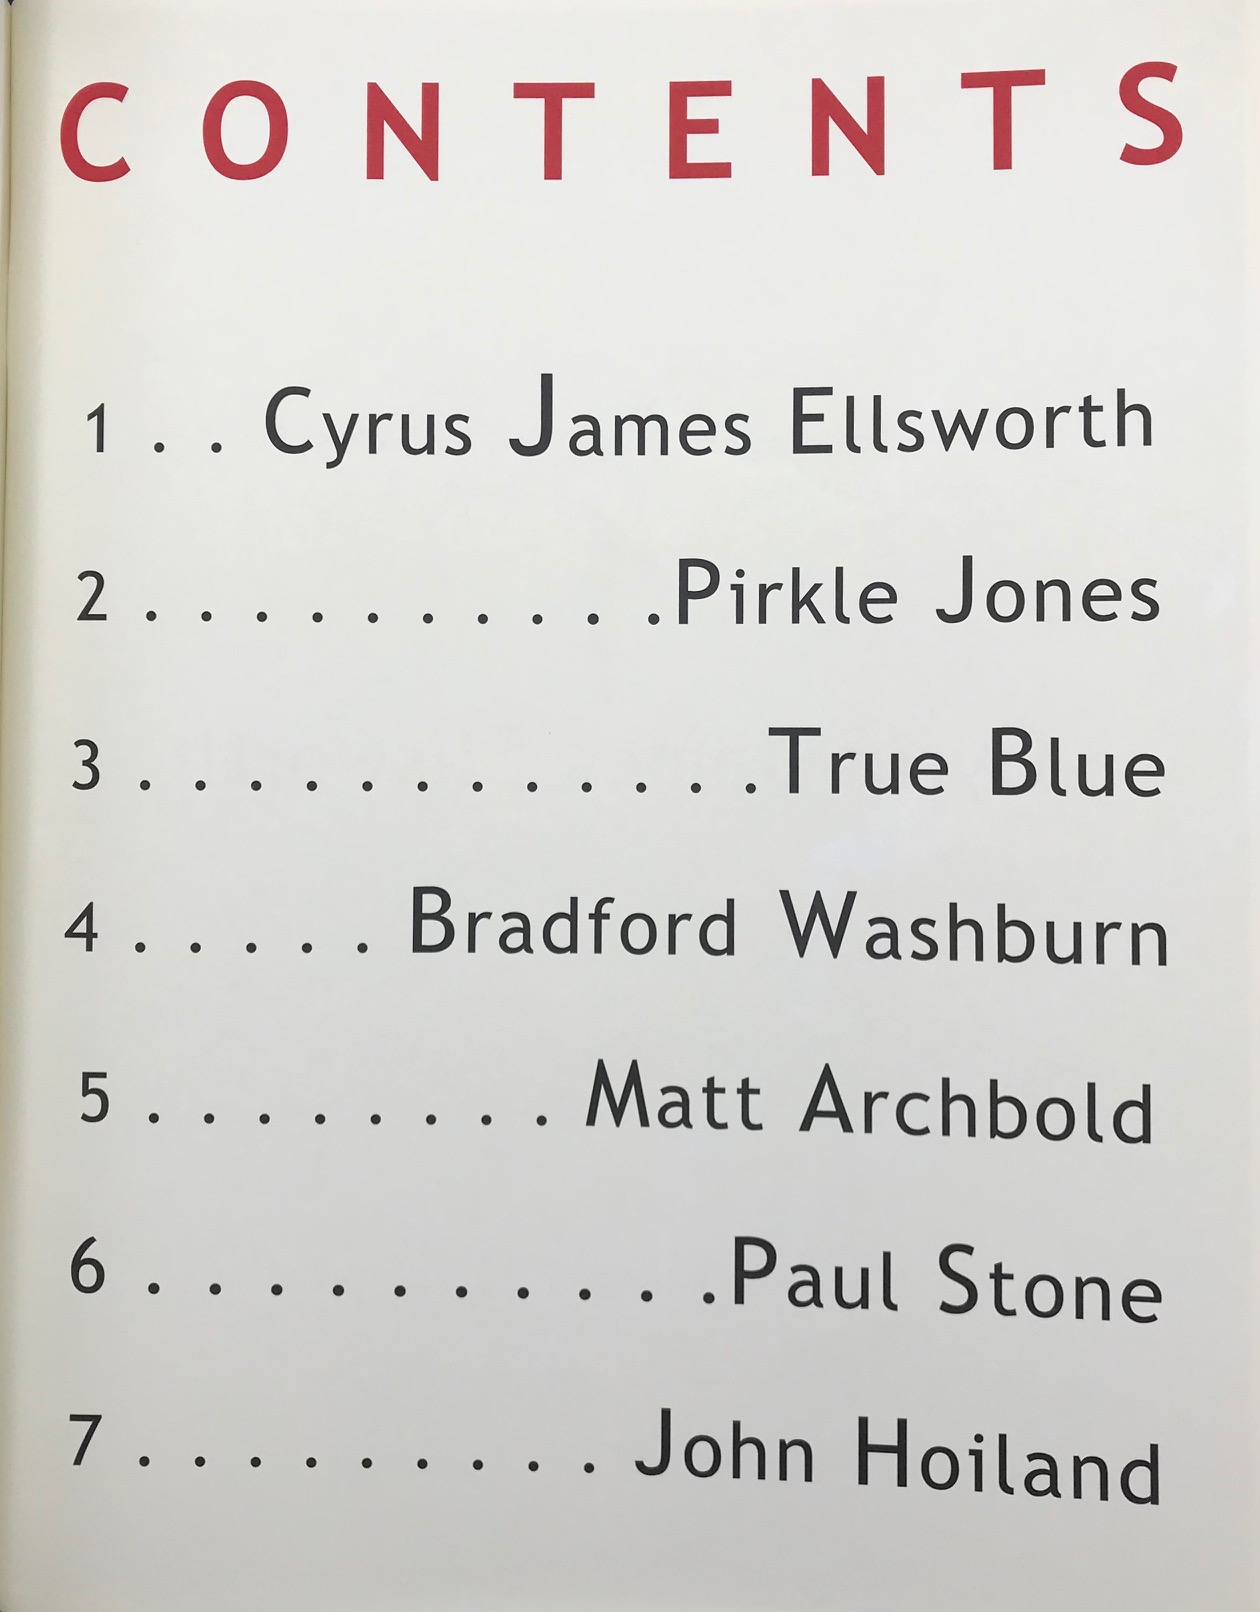 CONTENTS
1 . . Cyrus James Ellsworth
2 . . . . . . . . . .Pirkle Jones
3 . . . . . . . . . . . .True Blue
4 . . . . . Bradford Washburn
5 . . . . . . . . Matt Archbold
6 . . . . . . . . . .Paul Stone
7 . . . . . . . . . John Hoiland